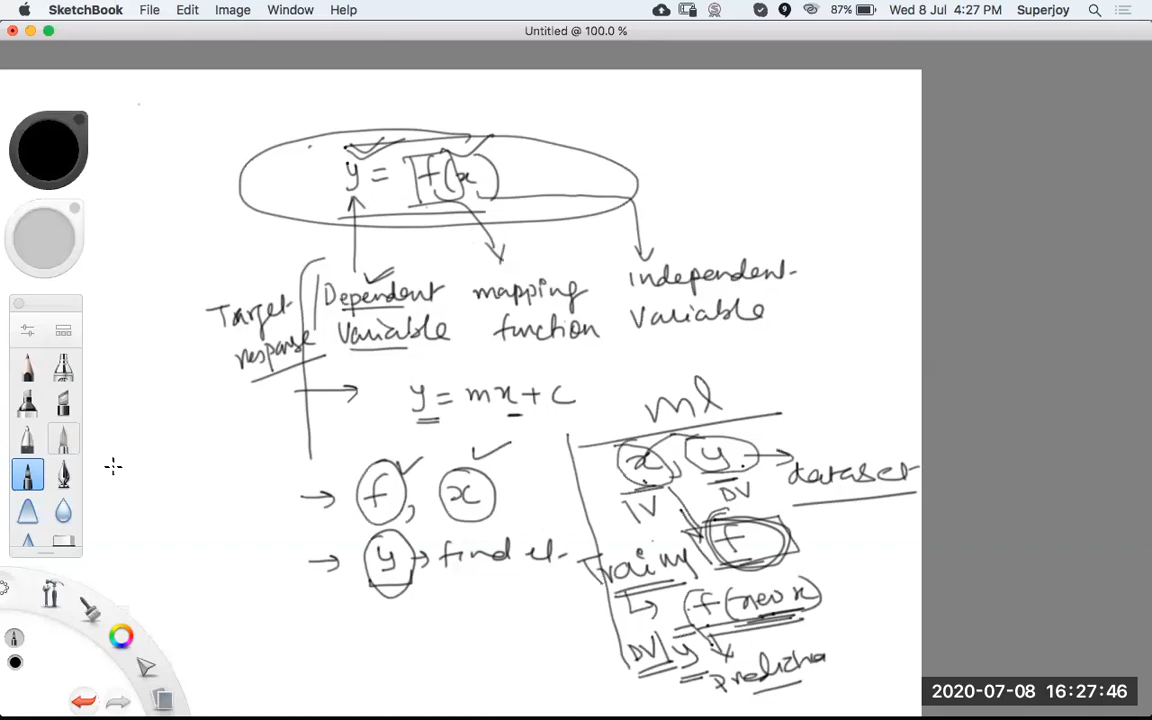 SketchBook File Edit Image Window Help 9 87% Wed 8 Jul 4:27 PM Superjoy
Untitled @ 100.0 %
y = f(x)
Target response
Dependent Variable
mapping function
independent Variable
y = mx + c
f, x
y → find it
ml
x, y → dataset
IV DV
f
Training
f(new x)
DV y
Prediction
2020-07-08 16:27:46